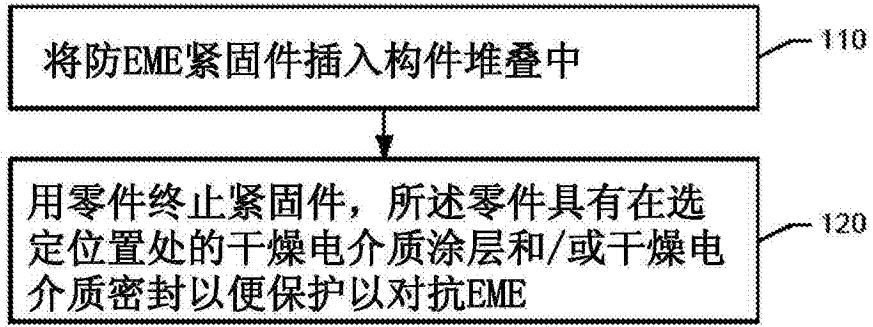 将防EME紧固件插入构件堆叠中
110
用零件终止紧固件，所述零件具有在选
定位置处的干燥电介质涂层和/或干燥电
介质密封以便保护以对抗EME
120